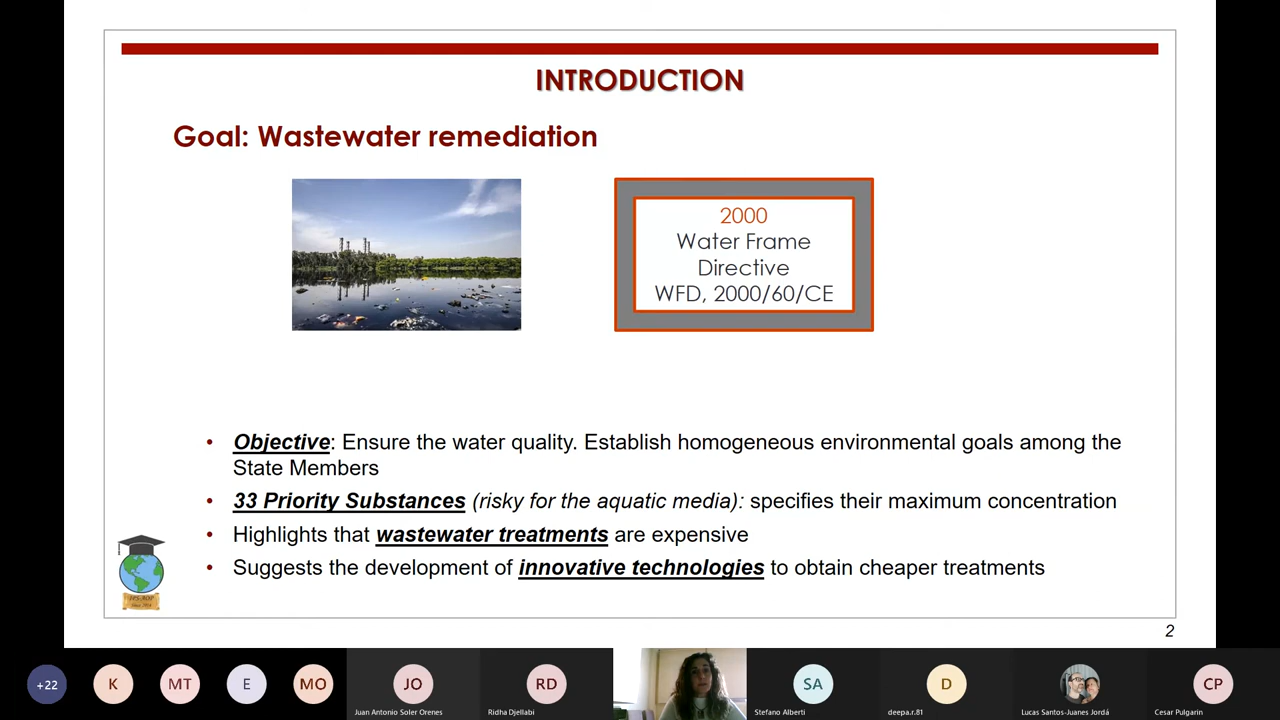 INTRODUCTION
Goal: Wastewater remediation
2000
Water Frame
Directive
WFD, 2000/60/CE
• Objective: Ensure the water quality. Establish homogeneous environmental goals among the
State Members
• 33 Priority Substances (risky for the aquatic media): specifies their maximum concentration
• Highlights that wastewater treatments are expensive
• Suggests the development of innovative technologies to obtain cheaper treatments
2
+22
K
MT
E
MO
JO
Juan Antonio Soler Orenes
RD
Ridha Djellabi
SA
Stefano Alberti
D
deepa.r.81
Lucas Santos-Juanes Jordá
CP
Cesar Pulgarin